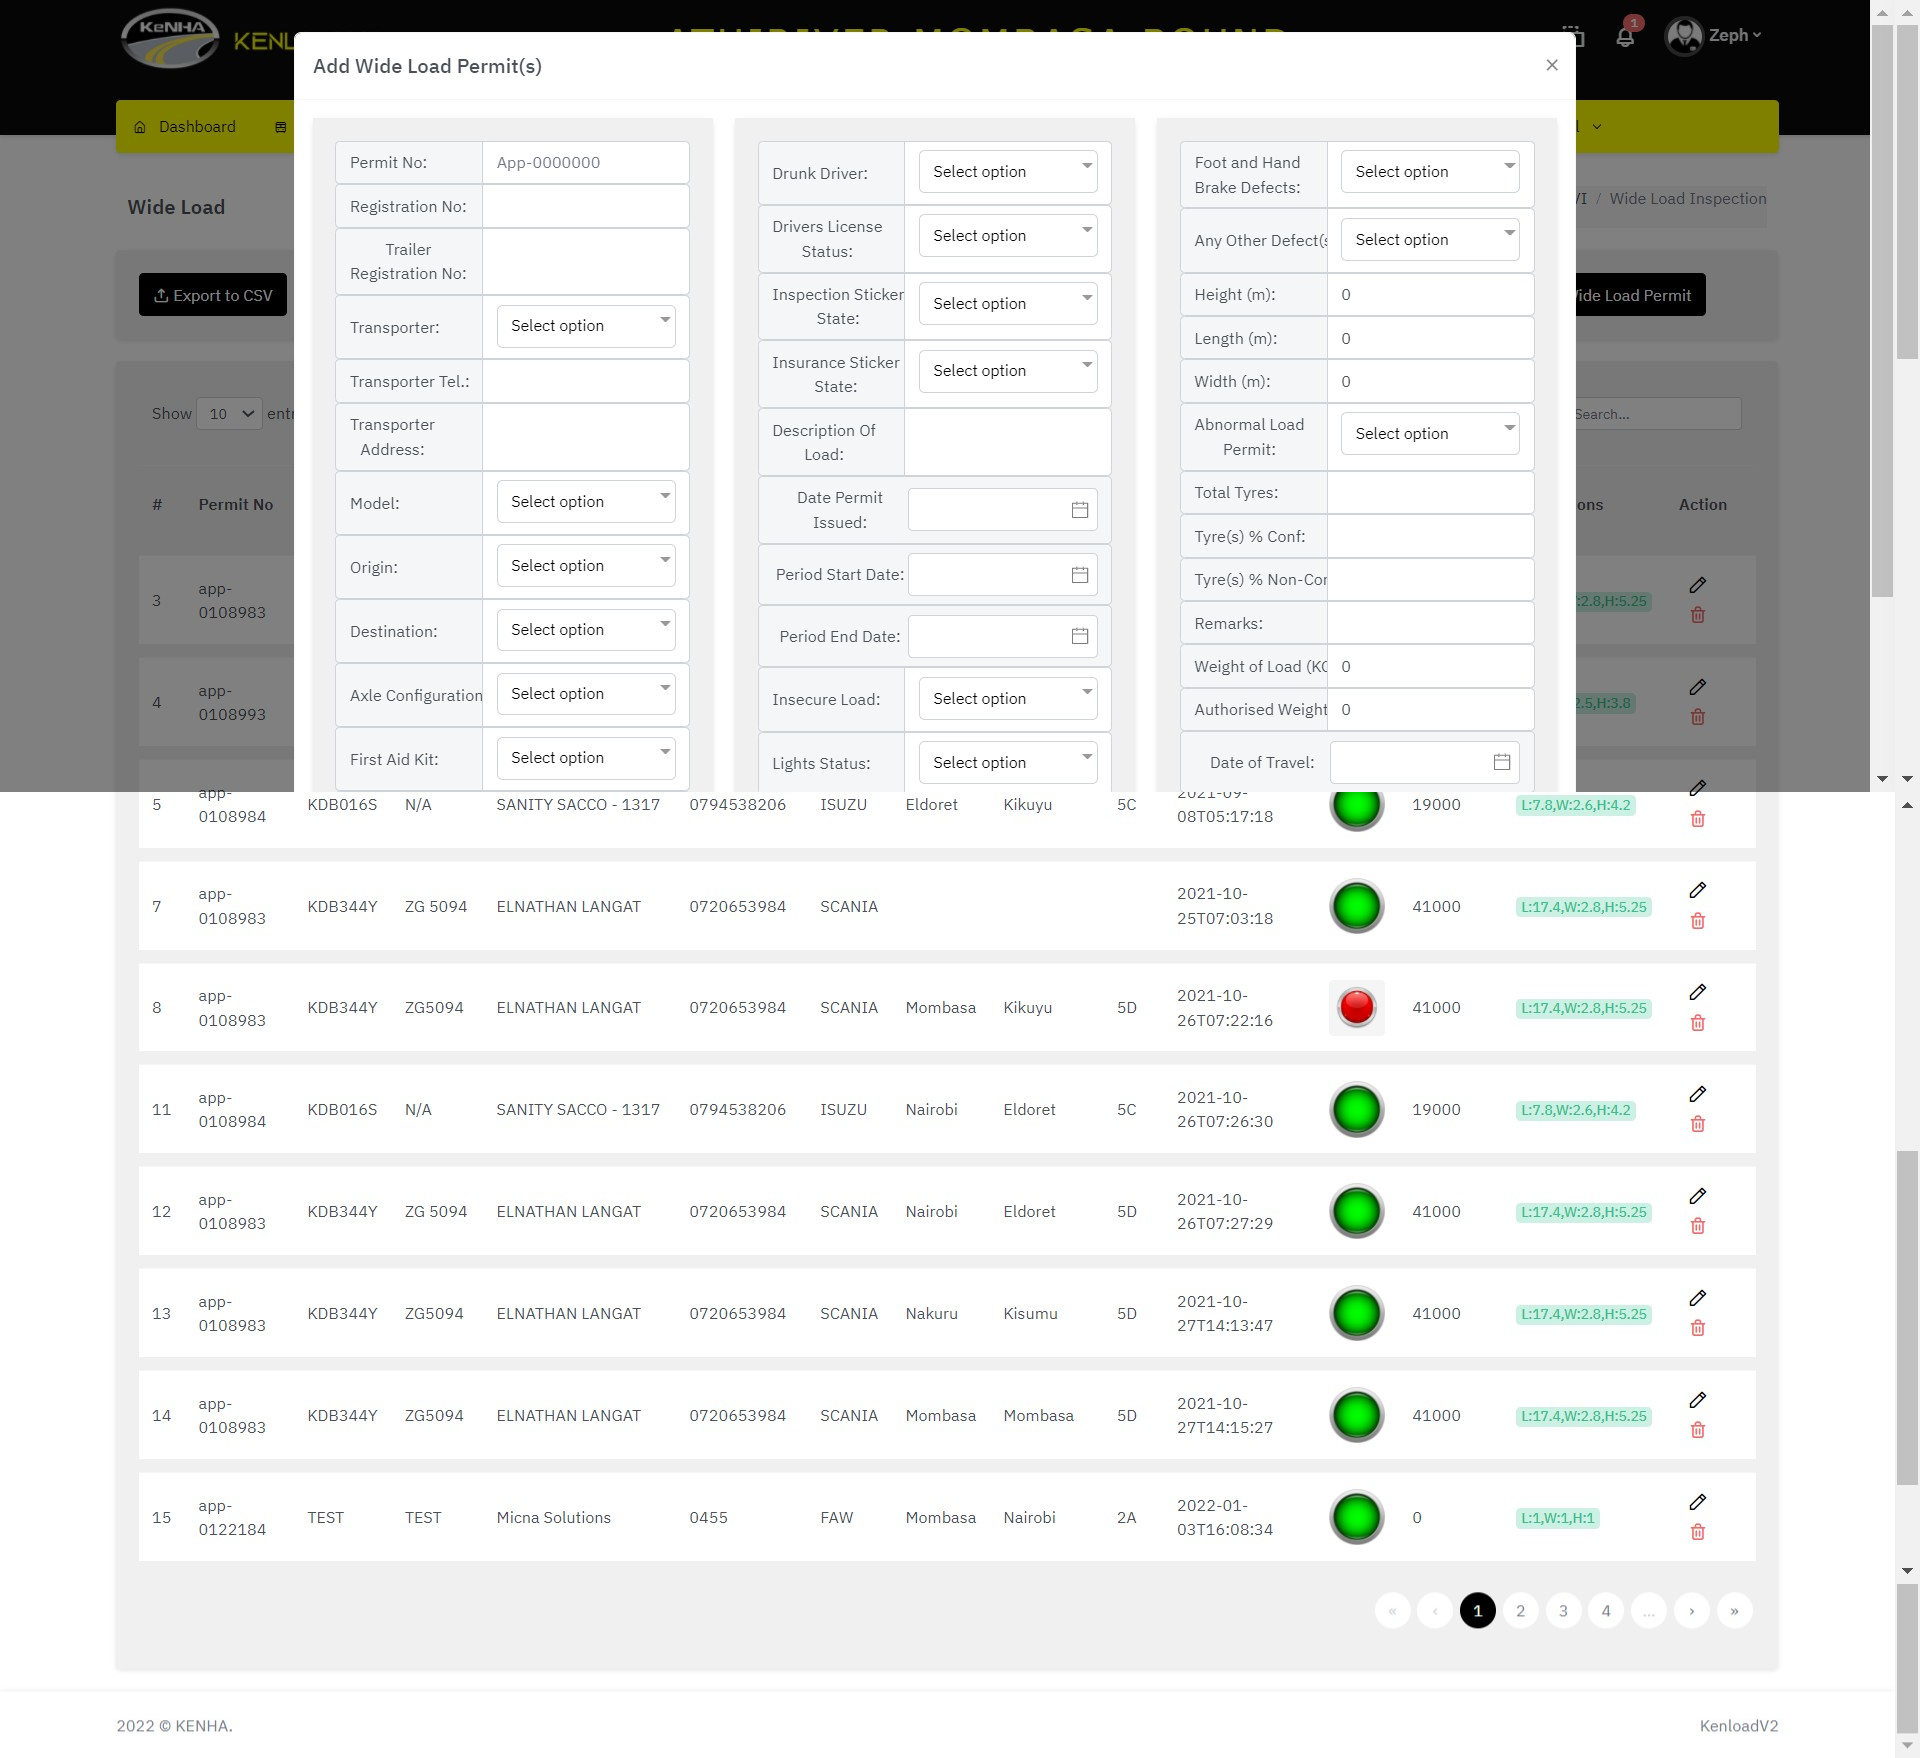 KeNHA
1
Zeph
Add Wide Load Permit(s)
×
Dashboard
Wide Load
/ Wide Load Inspection
Export to CSV
Wide Load Permit
Show 10
Search...
# Permit No Action
Permit No: App-0000000
Registration No:
Trailer
Registration No:
Transporter: Select option
Transporter Tel.:
Transporter
Address:
Model: Select option
Origin: Select option
Destination: Select option
Axle Configuration Select option
First Aid Kit: Select option
Drunk Driver: Select option
Drivers License
Status: Select option
Inspection Sticker
State: Select option
Insurance Sticker
State: Select option
Description Of
Load:
Date Permit
Issued:
Period Start Date:
Period End Date:
Insecure Load: Select option
Lights Status: Select option
Foot and Hand
Brake Defects: Select option
Any Other Defect(s Select option
Height (m): 0
Length (m): 0
Width (m): 0
Abnormal Load
Permit: Select option
Total Tyres:
Tyre(s) % Conf:
Tyre(s) % Non-Con
Remarks:
Weight of Load (KG 0
Authorised Weight 0
Date of Travel:
3 app-
0108983 :2.8,H:5.25
4 app-
0108993 2.5,H:3.8
5 app-
0108984 KDB016S N/A SANITY SACCO - 1317 0794538206 ISUZU Eldoret Kikuyu 5C 2021-09-
08T05:17:18 19000 L:7.8,W:2.6,H:4.2
7 app-
0108983 KDB344Y ZG 5094 ELNATHAN LANGAT 0720653984 SCANIA 2021-10-
25T07:03:18 41000 L:17.4,W:2.8,H:5.25
8 app-
0108983 KDB344Y ZG5094 ELNATHAN LANGAT 0720653984 SCANIA Mombasa Kikuyu 5D 2021-10-
26T07:22:16 41000 L:17.4,W:2.8,H:5.25
11 app-
0108984 KDB016S N/A SANITY SACCO - 1317 0794538206 ISUZU Nairobi Eldoret 5C 2021-10-
26T07:26:30 19000 L:7.8,W:2.6,H:4.2
12 app-
0108983 KDB344Y ZG 5094 ELNATHAN LANGAT 0720653984 SCANIA Nairobi Eldoret 5D 2021-10-
26T07:27:29 41000 L:17.4,W:2.8,H:5.25
13 app-
0108983 KDB344Y ZG5094 ELNATHAN LANGAT 0720653984 SCANIA Nakuru Kisumu 5D 2021-10-
27T14:13:47 41000 L:17.4,W:2.8,H:5.25
14 app-
0108983 KDB344Y ZG5094 ELNATHAN LANGAT 0720653984 SCANIA Mombasa Mombasa 5D 2021-10-
27T14:15:27 41000 L:17.4,W:2.8,H:5.25
15 app-
0122184 TEST TEST Micna Solutions 0455 FAW Mombasa Nairobi 2A 2022-01-
03T16:08:34 0 L:1,W:1,H:1
« ‹ 1 2 3 4 ... › »
2022 © KENHA. KenloadV2